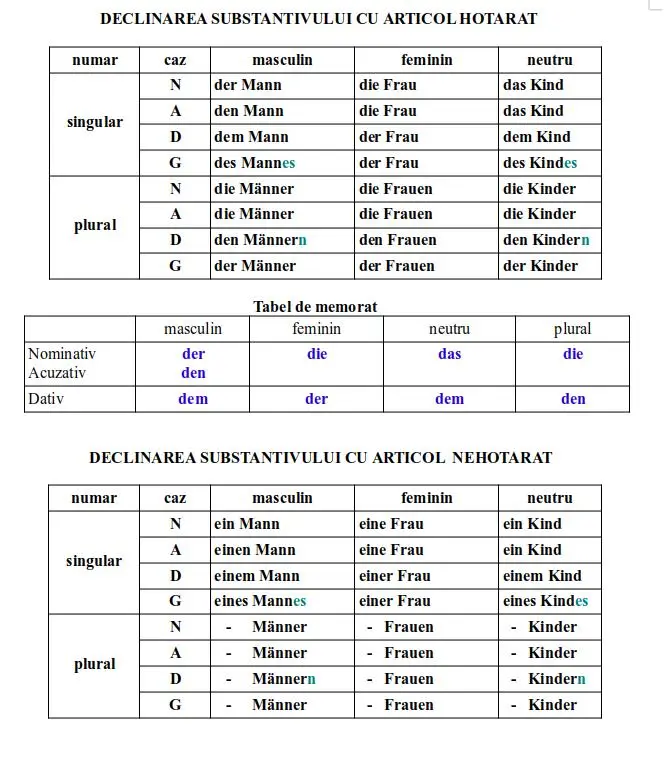 DECLINAREA SUBSTANTIVULUI CU ARTICOL HOTARAT
numar caz masculin feminin neutru
singular
N der Mann die Frau das Kind
A den Mann die Frau das Kind
D dem Mann der Frau dem Kind
G des Mannes der Frau des Kindes
plural
N die Männer die Frauen die Kinder
A die Männer die Frauen die Kinder
D den Männern den Frauen den Kindern
G der Männer der Frauen der Kinder
Tabel de memorat
masculin feminin neutru plural
Nominativ der die das die
Acuzativ den
Dativ dem der dem den
DECLINAREA SUBSTANTIVULUI CU ARTICOL NEHOTARAT
numar caz masculin feminin neutru
singular
N ein Mann eine Frau ein Kind
A einen Mann eine Frau ein Kind
D einem Mann einer Frau einem Kind
G eines Mannes einer Frau eines Kindes
plural
N - Männer - Frauen - Kinder
A - Männer - Frauen - Kinder
D - Männern - Frauen - Kindern
G - Männer - Frauen - Kinder